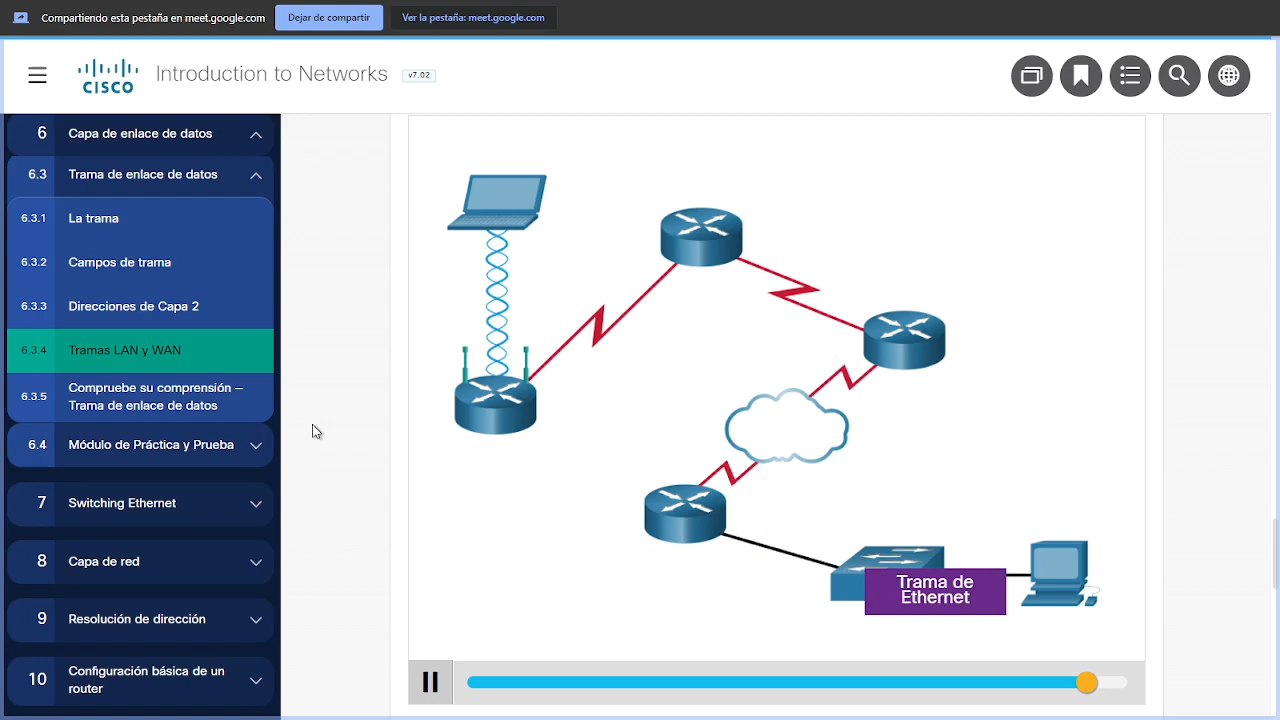 Compartiendo esta pestaña en meet.google.com
Dejar de compartir
Ver la pestaña: meet.google.com
CISCO
Introduction to Networks
v7.02
6 Capa de enlace de datos
6.3 Trama de enlace de datos
6.3.1 La trama
6.3.2 Campos de trama
6.3.3 Direcciones de Capa 2
6.3.4 Tramas LAN y WAN
6.3.5 Compruebe su comprensión –
Trama de enlace de datos
6.4 Módulo de Práctica y Prueba
7 Switching Ethernet
8 Capa de red
9 Resolución de dirección
10 Configuración básica de un
router
Trama de
Ethernet